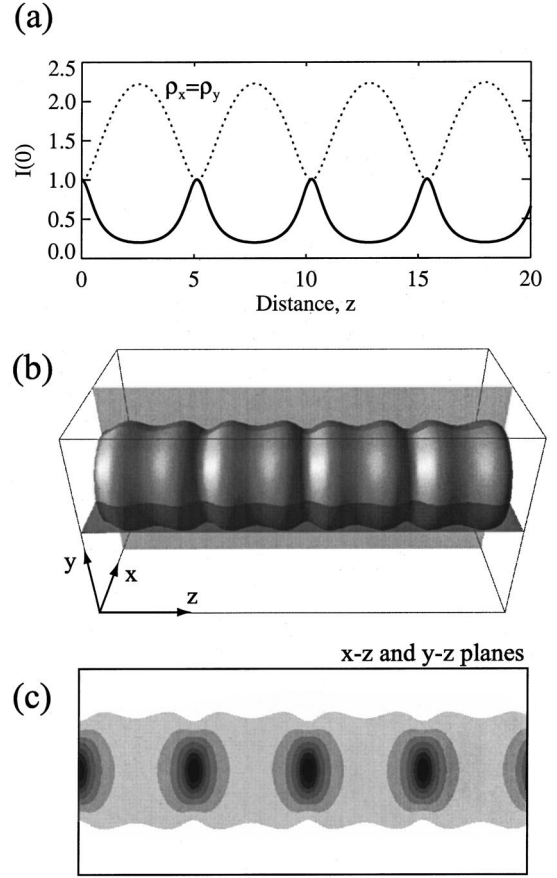 (a)
2.5
2.0
1.5
1.0
0.5
0.0
I(0)
ρx=ρy
0
5
10
15
20
Distance, z
(b)
y
x
z
x-z and y-z planes
(c)